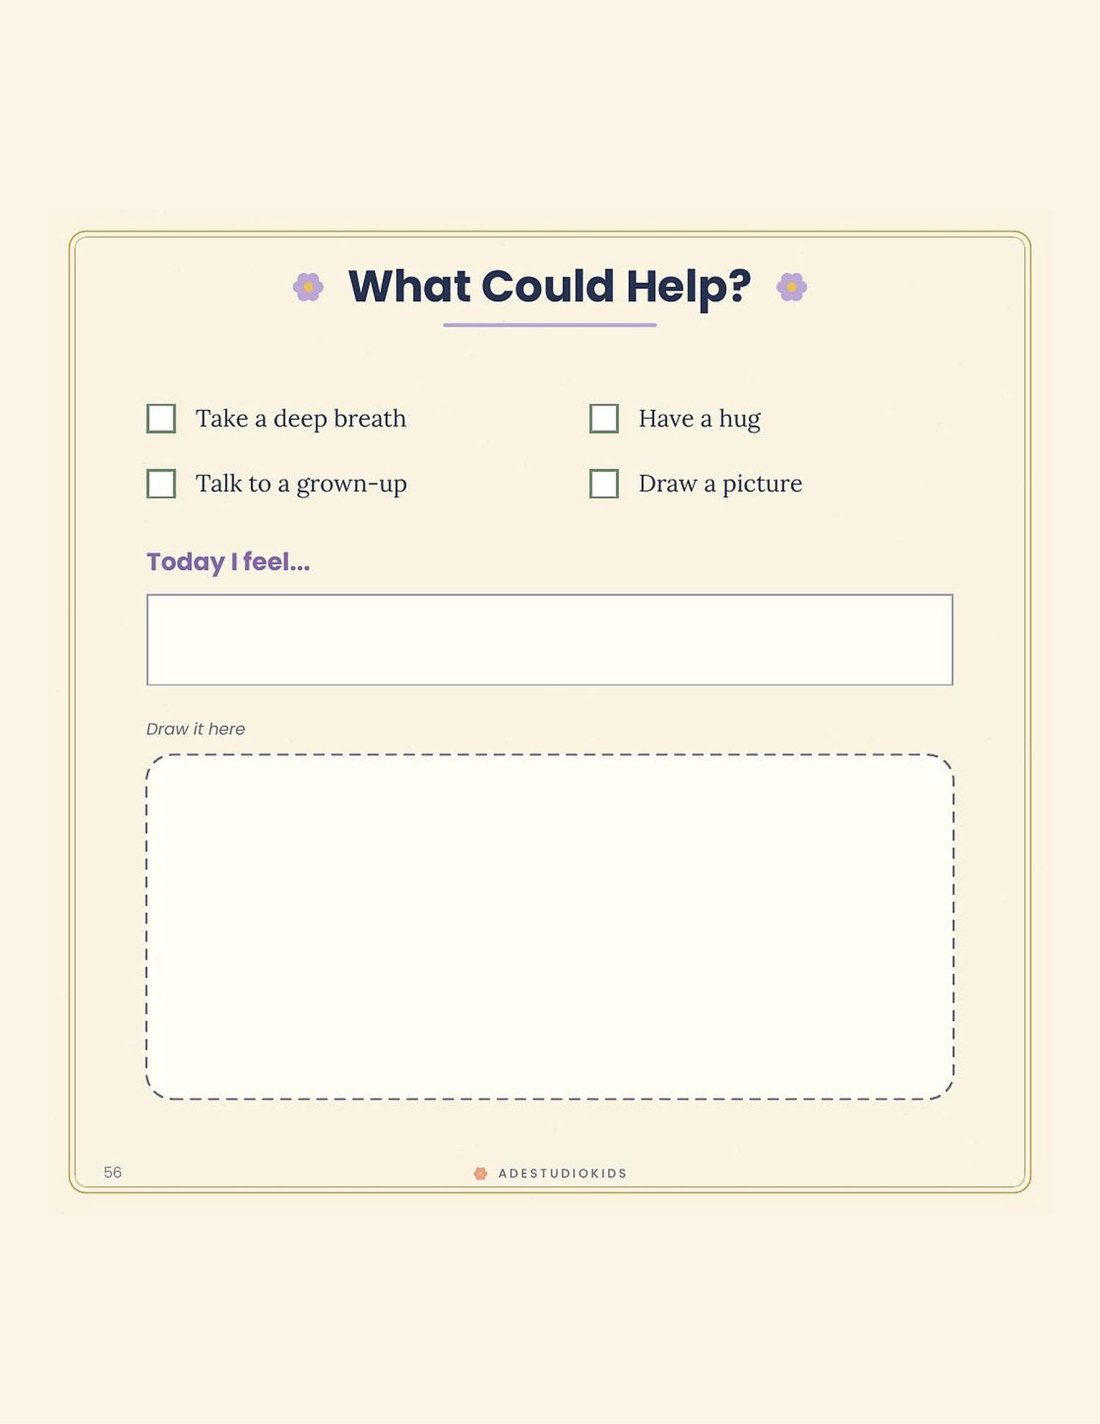 What Could Help?
Take a deep breath
Have a hug
Talk to a grown-up
Draw a picture
Today I feel...
Draw it here
56
ADESTUDIOKIDS